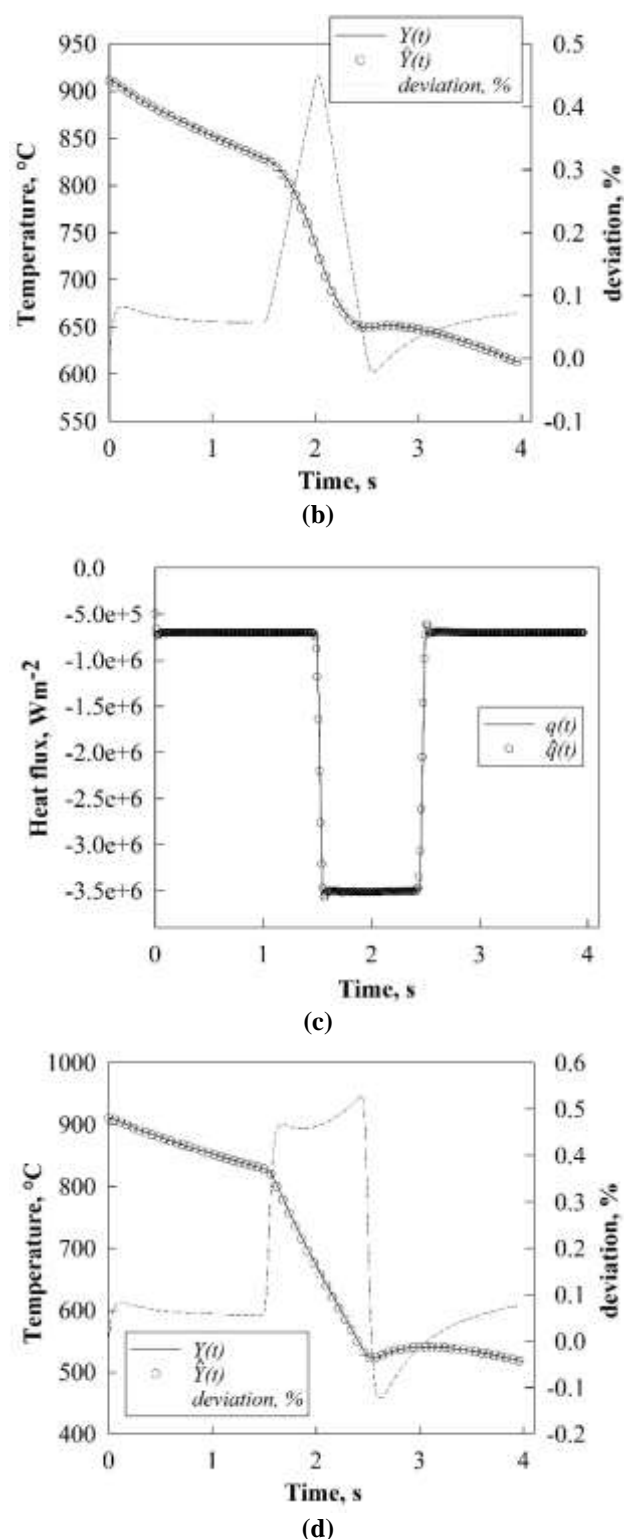 950
900
850
800
750
700
650
600
550
Temperature, °C
Y(t)
Ŷ(t)
deviation, %
0.5
0.4
0.3
0.2
0.1
0.0
-0.1
deviation, %
0 1 2 3 4
Time, s
(b)
0.0
-5.0e+5
-1.0e+6
-1.5e+6
-2.0e+6
-2.5e+6
-3.0e+6
-3.5e+6
Heat flux, Wm-2
q(t)
q̂(t)
0 1 2 3 4
Time, s
(c)
1000
900
800
700
600
500
400
Temperature, °C
Y(t)
Ŷ(t)
deviation, %
0.6
0.5
0.4
0.3
0.2
0.1
0.0
-0.1
-0.2
deviation, %
0 1 2 3 4
Time, s
(d)